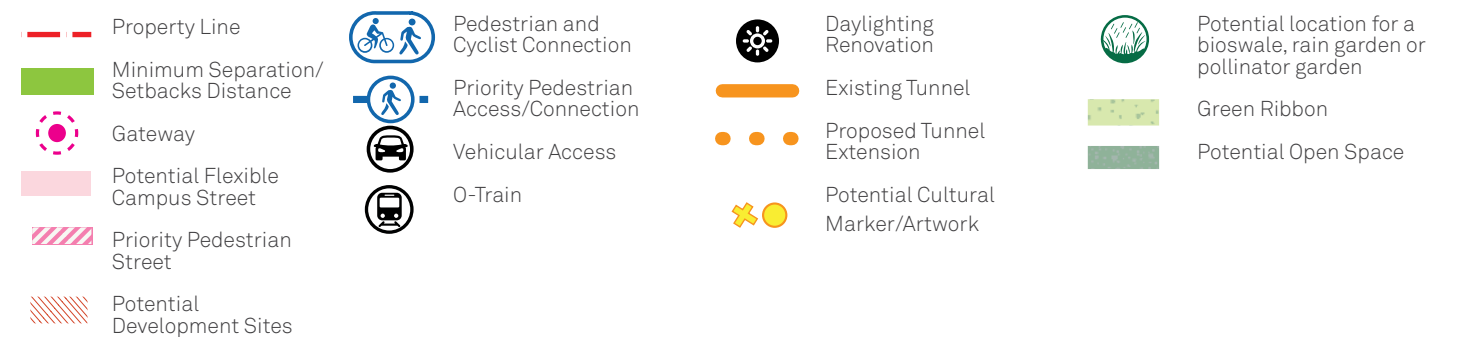 Property Line
Minimum Separation/
Setbacks Distance
Gateway
Potential Flexible
Campus Street
Priority Pedestrian
Street
Potential
Development Sites
Pedestrian and
Cyclist Connection
Priority Pedestrian
Access/Connection
Vehicular Access
O-Train
Daylighting
Renovation
Existing Tunnel
Proposed Tunnel
Extension
Potential Cultural
Marker/Artwork
Potential location for a
bioswale, rain garden or
pollinator garden
Green Ribbon
Potential Open Space